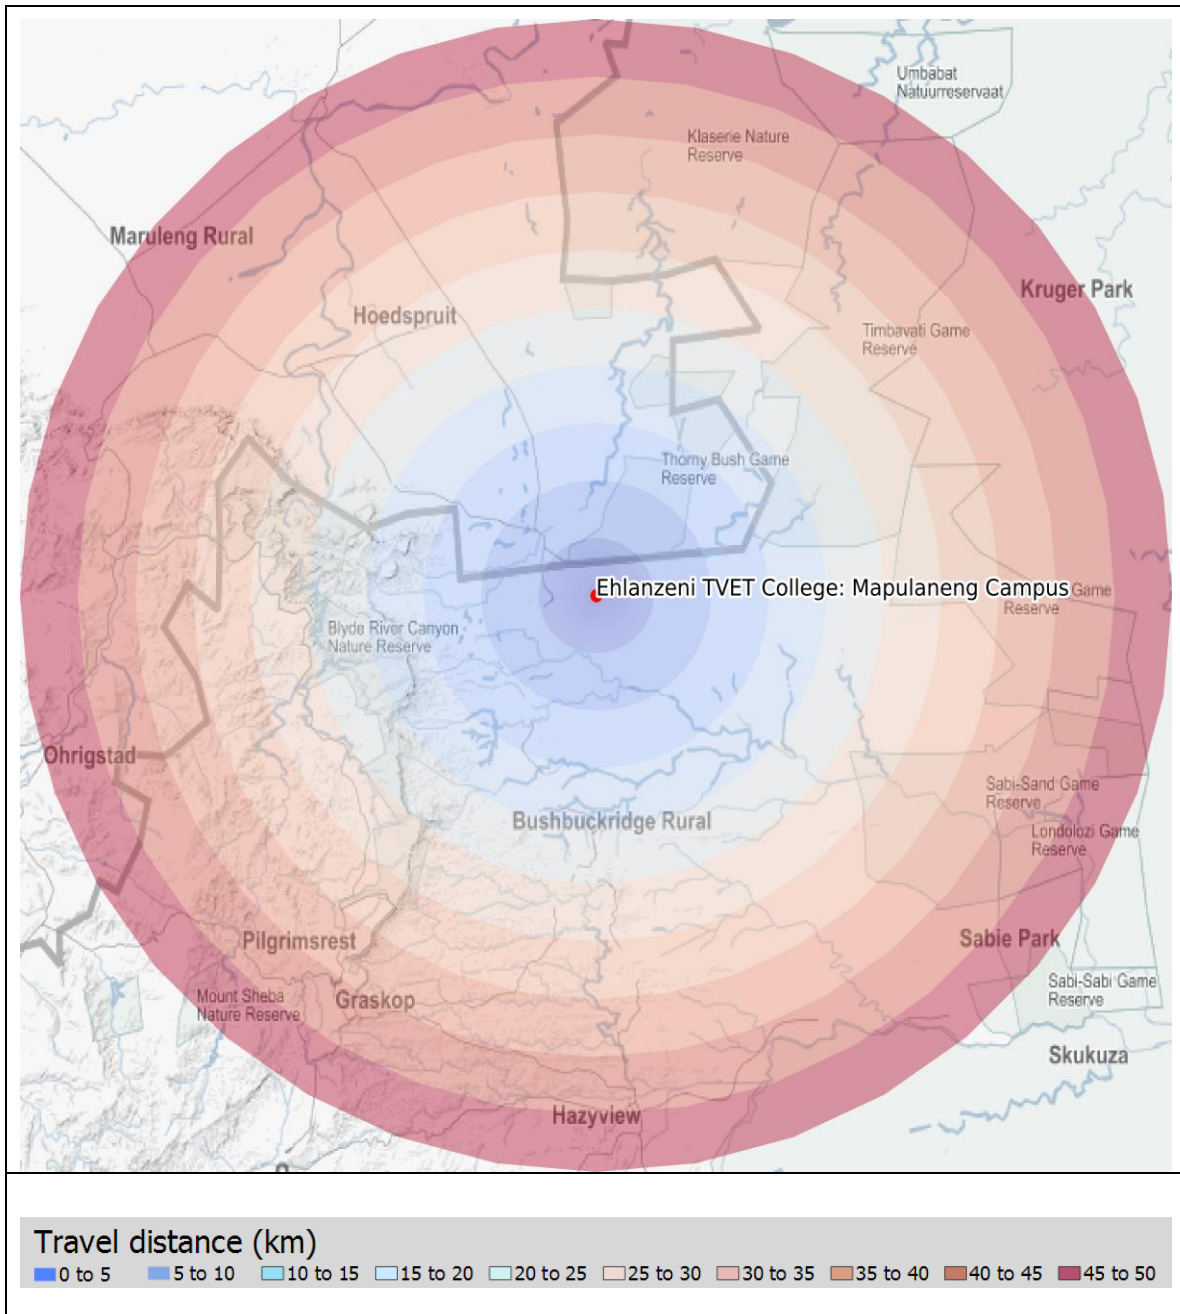 Umbabat
Natuurreservaat
Klaserie Nature
Reserve
Maruleng Rural
Kruger Park
Hoedspruit
Timbavati Game
Reserve
Thorny Bush Game
Reserve
Ehlanzeni TVET College: Mapulaneng Campus
Game
Reserve
Blyde River Canyon
Nature Reserve
Ohrigstad
Sabi-Sand Game
Reserve
Bushbuckridge Rural
Londolozi Game
Reserve
Pilgrimsrest
Sabie Park
Mount Sheba
Nature Reserve
Graskop
Sabi-Sabi Game
Reserve
Skukuza
Hazyview
Travel distance (km)
0 to 5 5 to 10 10 to 15 15 to 20 20 to 25 25 to 30 30 to 35 35 to 40 40 to 45 45 to 50